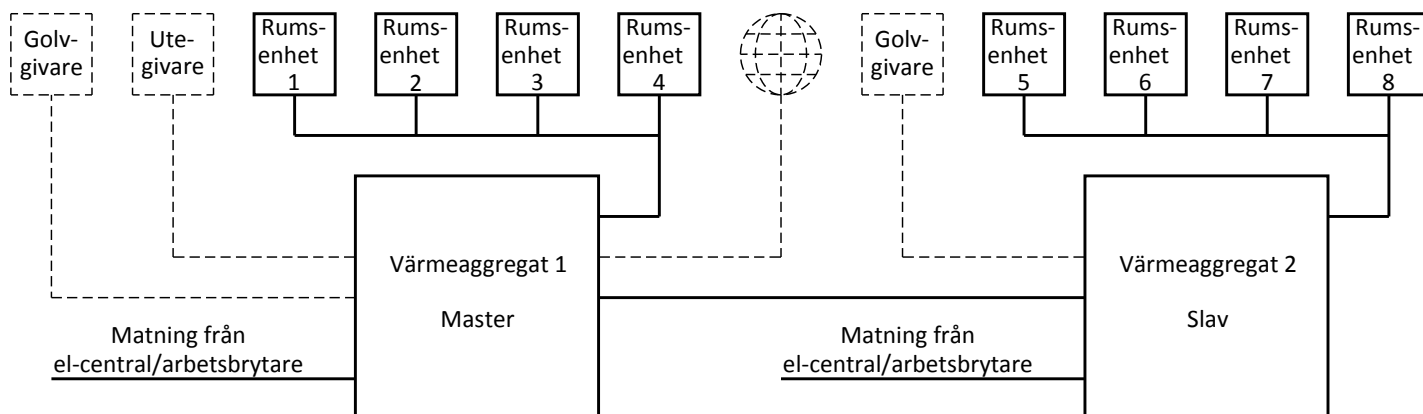 Golv-
givare
Ute-
givare
Rums-
enhet
1
Rums-
enhet
2
Rums-
enhet
3
Rums-
enhet
4
Golv-
givare
Rums-
enhet
5
Rums-
enhet
6
Rums-
enhet
7
Rums-
enhet
8
Värmeaggregat 1
Master
Matning från
el-central/arbetsbrytare
Värmeaggregat 2
Slav
Matning från
el-central/arbetsbrytare